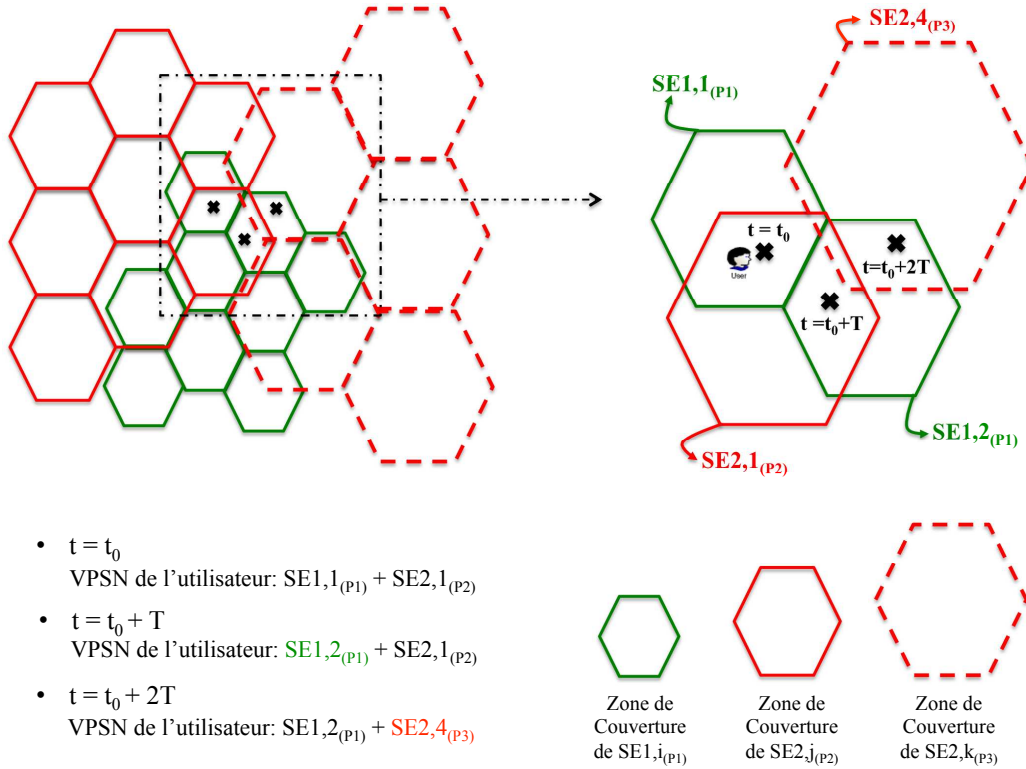 SE2,4(P3)
SE1,1(P1)
t = t0
User
t=t0+2T
t =t0+T
SE1,2(P1)
SE2,1(P2)
• t = t0
VPSN de l’utilisateur: SE1,1(P1) + SE2,1(P2)
• t = t0 + T
VPSN de l’utilisateur: SE1,2(P1) + SE2,1(P2)
• t = t0 + 2T
VPSN de l’utilisateur: SE1,2(P1) + SE2,4(P3)
Zone de
Couverture
de SE1,i(P1)
Zone de
Couverture
de SE2,j(P2)
Zone de
Couverture
de SE2,k(P3)